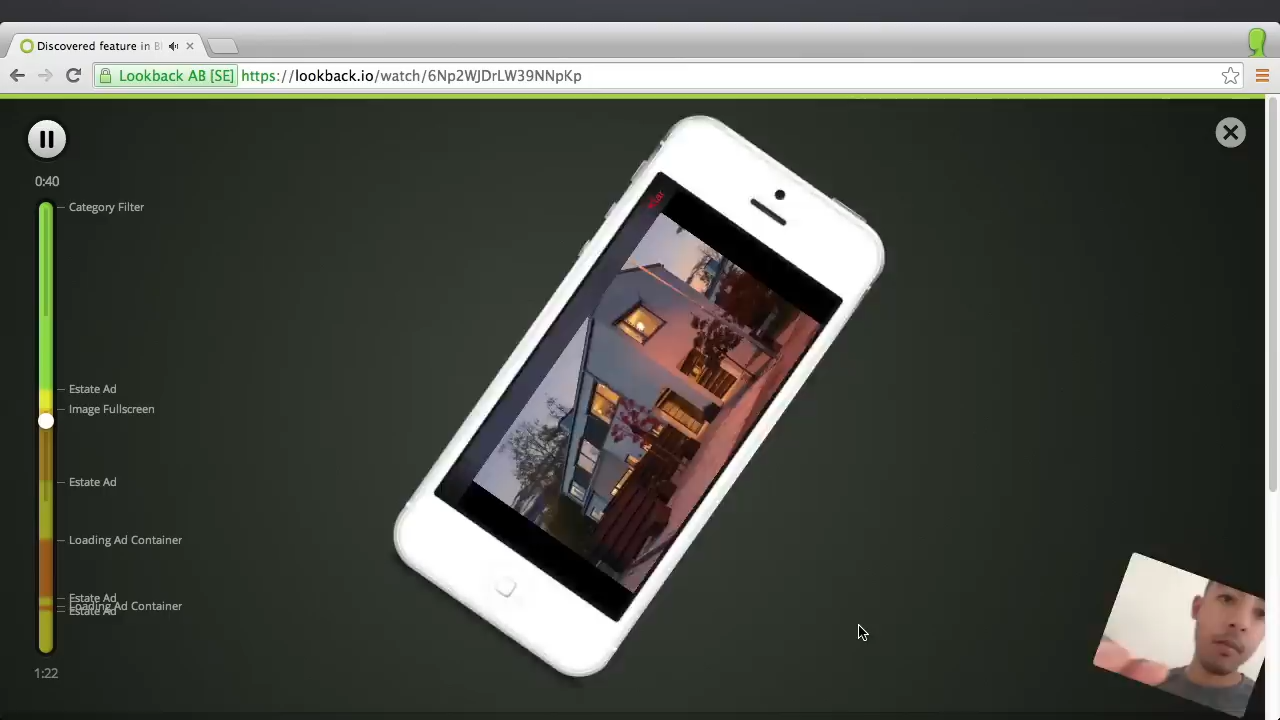 Discovered feature in Bl
Lookback AB [SE] https://lookback.io/watch/6Np2WJDrLW39NNpKp
0:40
Category Filter
Estate Ad
Image Fullscreen
Estate Ad
Loading Ad Container
Estate Ad
Loading Ad Container
Estate Ad
1:22